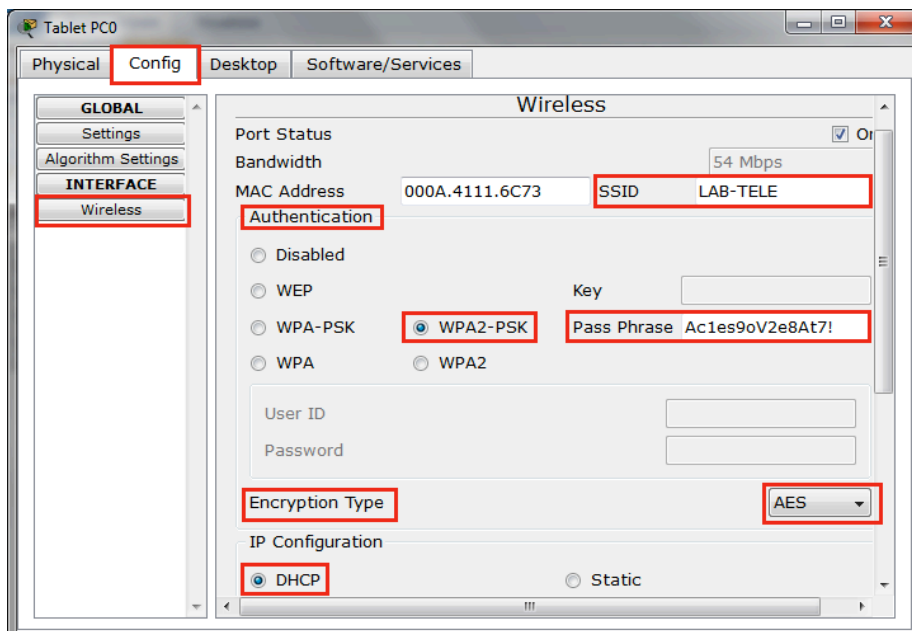 Tablet PC0
Physical Config Desktop Software/Services
GLOBAL
Settings
Algorithm Settings
INTERFACE
Wireless
Wireless
Port Status On
Bandwidth 54 Mbps
MAC Address 000A.4111.6C73 SSID LAB-TELE
Authentication
Disabled
WEP Key
WPA-PSK WPA2-PSK Pass Phrase Ac1es9oV2e8At7!
WPA WPA2
User ID
Password
Encryption Type AES
IP Configuration
DHCP Static